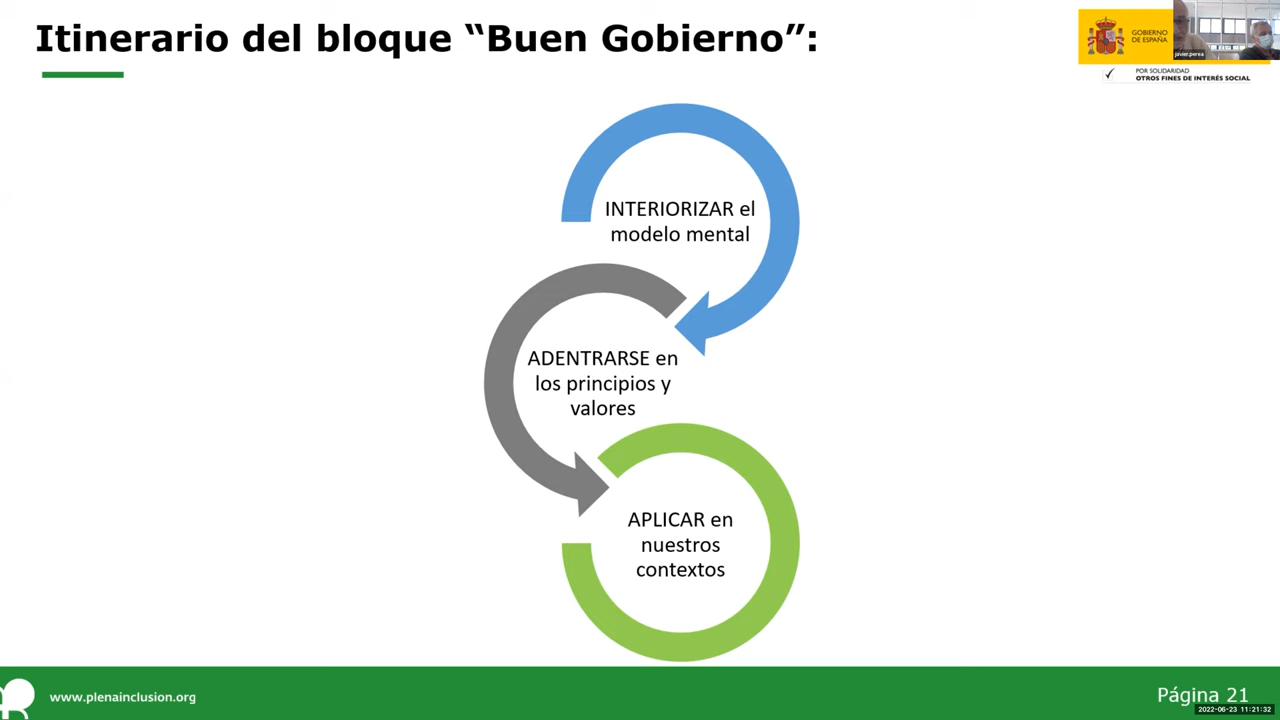 Itinerario del bloque “Buen Gobierno”:
GOBIERNO
DE ESPAÑA
javier.perea
POR SOLIDARIDAD
OTROS FINES DE INTERÉS SOCIAL
INTERIORIZAR el
modelo mental
ADENTRARSE en
los principios y
valores
APLICAR en
nuestros
contextos
www.plenainclusion.org
Página 21
2022-06-23 11:21:32